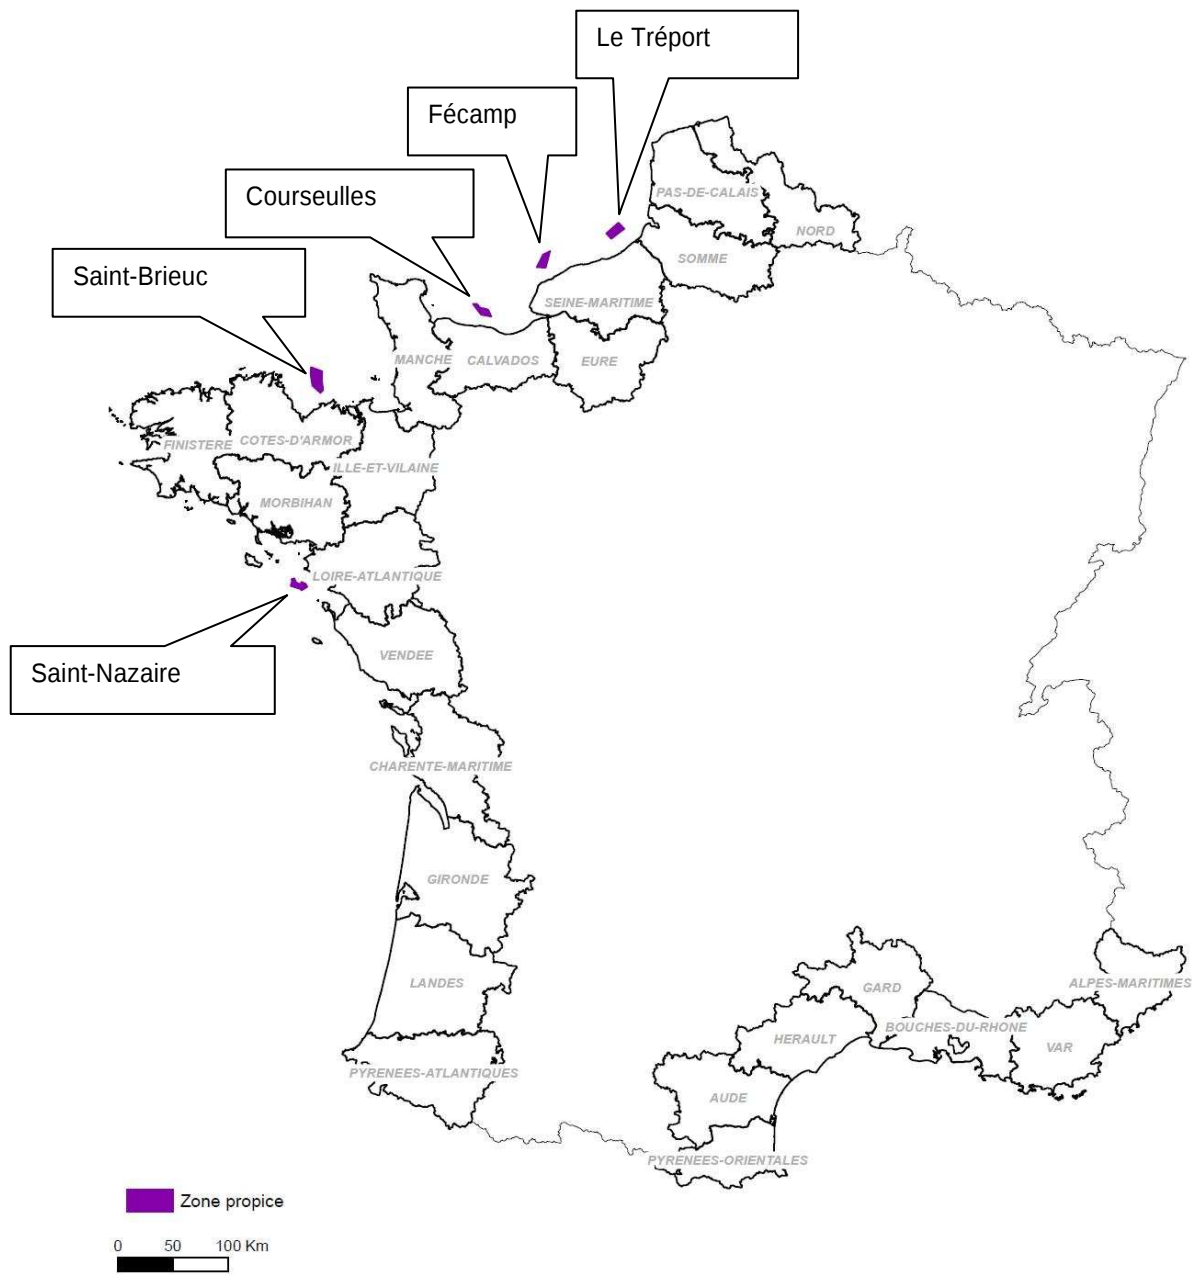 Le Tréport
Fécamp
Courseulles
Saint-Brieuc
PAS-DE-CALAIS
NORD
SOMME
SEINE-MARITIME
MANCHE
CALVADOS
EURE
FINISTERE
COTES-D'ARMOR
ILLE-ET-VILAINE
MORBIHAN
LOIRE-ATLANTIQUE
VENDEE
Saint-Nazaire
CHARENTE-MARITIME
GIRONDE
LANDES
PYRENEES-ATLANTIQUES
GARD
ALPES-MARITIMES
BOUCHES-DU-RHONE
HERAULT
VAR
AUDE
PYRENEES-ORIENTALES
Zone propice
0 50 100 Km